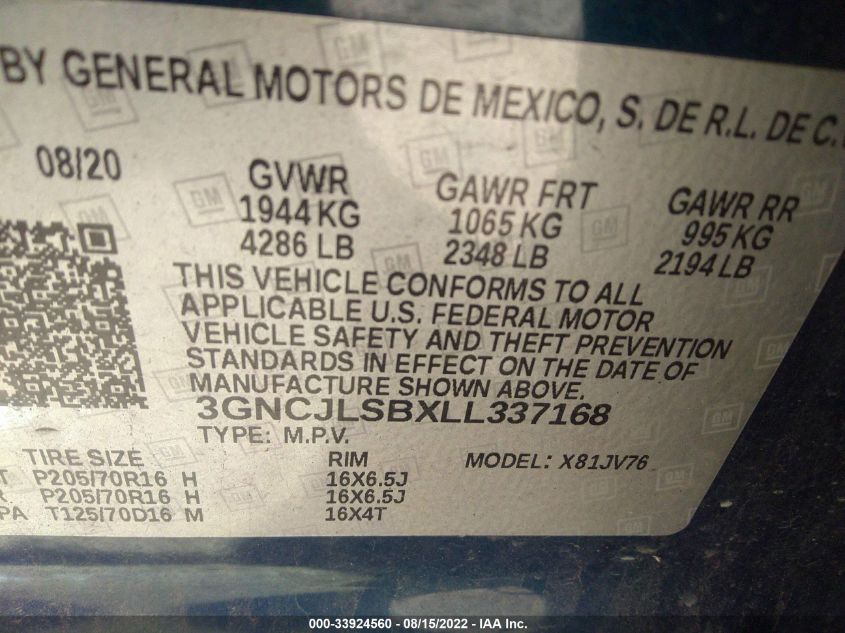 BY GENERAL MOTORS DE MEXICO, S. DE R.L. DE C.V
08/20 GVWR GAWR FRT GAWR RR
1944 KG 1065 KG 995 KG
4286 LB 2348 LB 2194 LB
THIS VEHICLE CONFORMS TO ALL
APPLICABLE U.S. FEDERAL MOTOR
VEHICLE SAFETY AND THEFT PREVENTION
STANDARDS IN EFFECT ON THE DATE OF
MANUFACTURE SHOWN ABOVE.
3GNCJLSBXLL337168
TYPE: M.P.V.
TIRE SIZE RIM MODEL: X81JV76
T P205/70R16 H 16X6.5J
R P205/70R16 H 16X6.5J
PA T125/70D16 M 16X4T
000-33924560 - 08/15/2022 - IAA Inc.